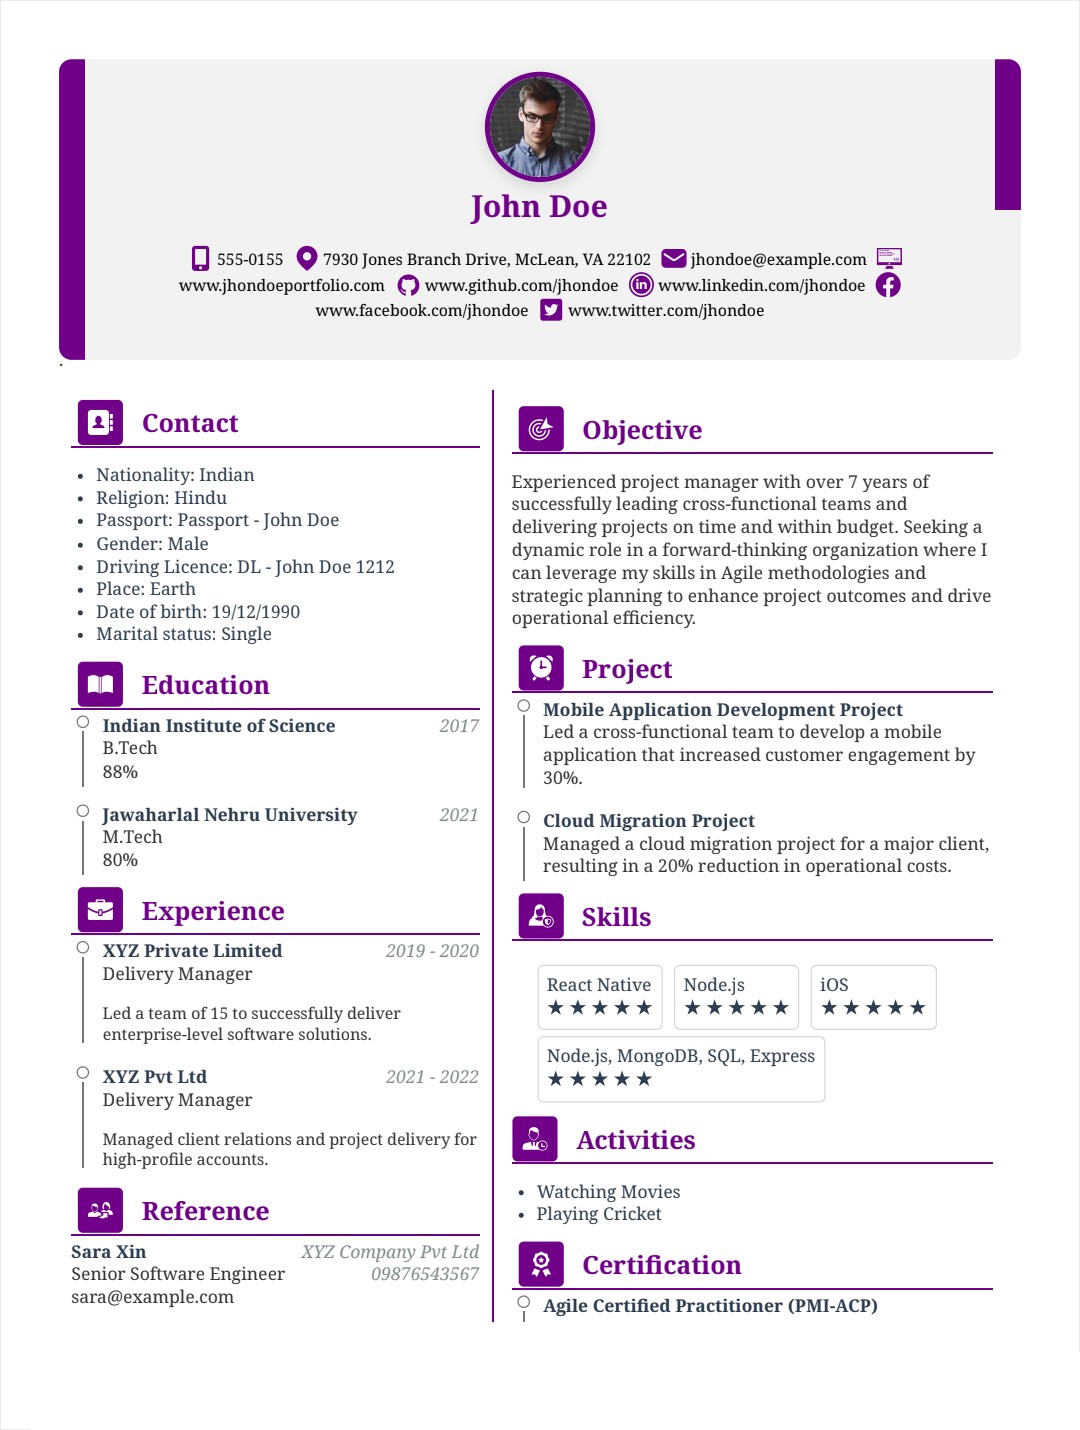 John Doe
555-0155 7930 Jones Branch Drive, McLean, VA 22102 jhondoe@example.com
www.jhondoeportfolio.com www.github.com/jhondoe www.linkedin.com/jhondoe
www.facebook.com/jhondoe www.twitter.com/jhondoe
.
Contact
• Nationality: Indian
• Religion: Hindu
• Passport: Passport - John Doe
• Gender: Male
• Driving Licence: DL - John Doe 1212
• Place: Earth
• Date of birth: 19/12/1990
• Marital status: Single
Education
Indian Institute of Science 2017
B.Tech
88%
Jawaharlal Nehru University 2021
M.Tech
80%
Experience
XYZ Private Limited 2019 - 2020
Delivery Manager
Led a team of 15 to successfully deliver
enterprise-level software solutions.
XYZ Pvt Ltd 2021 - 2022
Delivery Manager
Managed client relations and project delivery for
high-profile accounts.
Reference
Sara Xin XYZ Company Pvt Ltd
Senior Software Engineer 09876543567
sara@example.com
Objective
Experienced project manager with over 7 years of
successfully leading cross-functional teams and
delivering projects on time and within budget. Seeking a
dynamic role in a forward-thinking organization where I
can leverage my skills in Agile methodologies and
strategic planning to enhance project outcomes and drive
operational efficiency.
Project
Mobile Application Development Project
Led a cross-functional team to develop a mobile
application that increased customer engagement by
30%.
Cloud Migration Project
Managed a cloud migration project for a major client,
resulting in a 20% reduction in operational costs.
Skills
React Native Node.js iOS
★ ★ ★ ★ ★ ★ ★ ★ ★ ★ ★ ★ ★ ★ ★
Node.js, MongoDB, SQL, Express
★ ★ ★ ★ ★
Activities
• Watching Movies
• Playing Cricket
Certification
Agile Certified Practitioner (PMI-ACP)